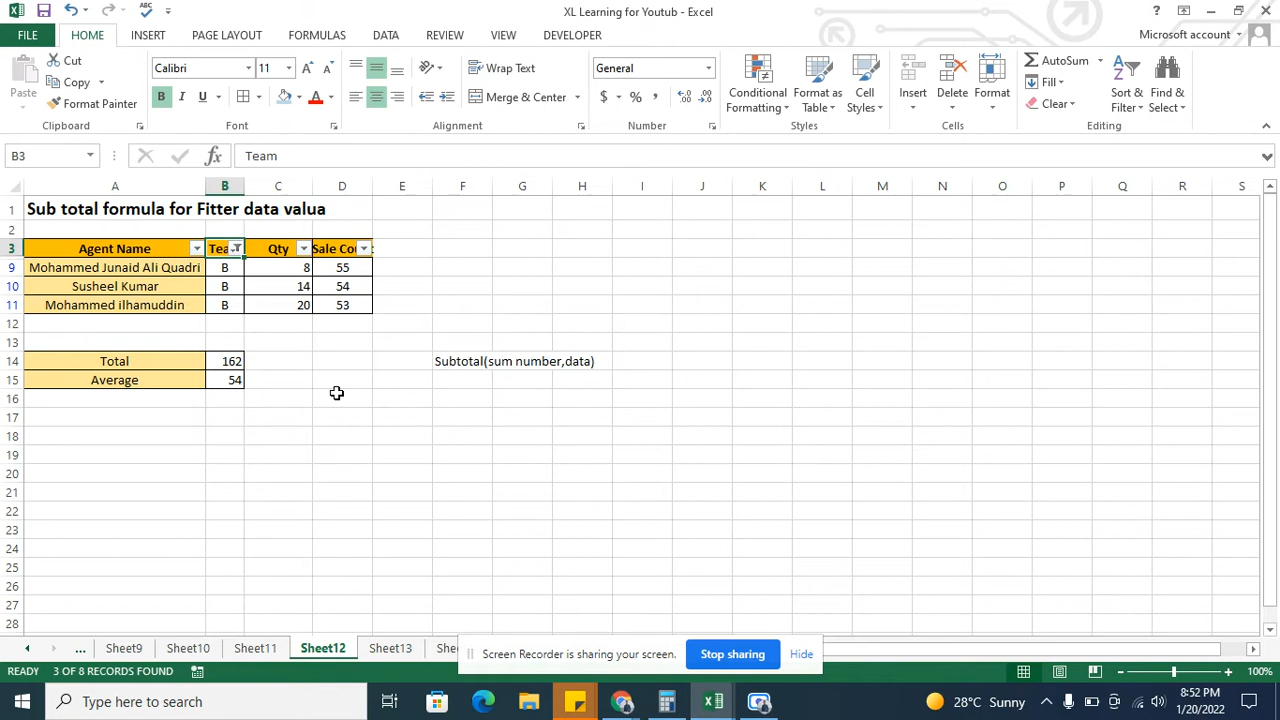 XL Learning for Youtub - Excel
FILE HOME INSERT PAGE LAYOUT FORMULAS DATA REVIEW VIEW DEVELOPER Microsoft account
Paste Cut Copy Format Painter
Calibri 11 B I U A A A
Wrap Text Merge & Center
General $ % ,
Conditional Formatting Format as Table Cell Styles
Insert Delete Format
AutoSum Fill Clear Sort & Filter Find & Select
Clipboard Font Alignment Number Styles Cells Editing
B3 fx Team
A B C D E F G H I J K L M N O P Q R S
1 Sub total formula for Fitter data valua
2
3 Agent Name Tea Qty Sale Cou
9 Mohammed Junaid Ali Quadri B 8 55
10 Susheel Kumar B 14 54
11 Mohammed ilhamuddin B 20 53
12
13
14 Total 162 Subtotal(sum number,data)
15 Average 54
16
17
18
19
20
21
22
23
24
25
26
27
28
... Sheet9 Sheet10 Sheet11 Sheet12 Sheet13 She
Screen Recorder is sharing your screen. Stop sharing Hide
READY 3 OF 8 RECORDS FOUND 100%
Type here to search
28°C Sunny
8:52 PM
1/20/2022